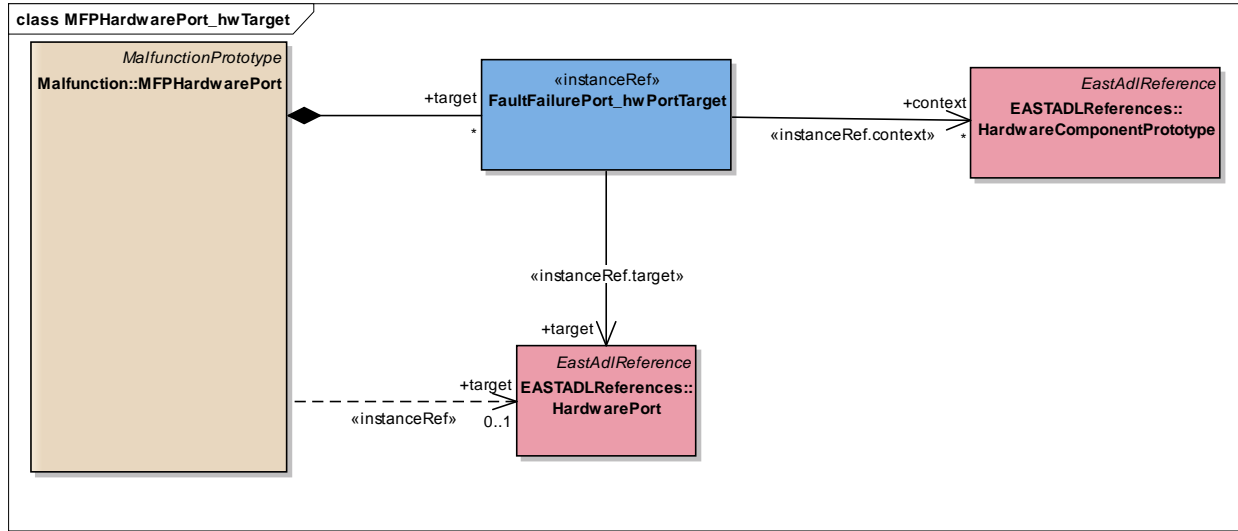 class MFPHardwarePort_hwTarget
MalfunctionPrototype
Malfunction::MFPHardwarePort
+target
*
«instanceRef»
FaultFailurePort_hwPortTarget
+context
«instanceRef.context»
*
EastAdlReference
EASTADLReferences::
HardwareComponentPrototype
«instanceRef.target»
+target
EastAdlReference
EASTADLReferences::
HardwarePort
+target
«instanceRef»
0..1